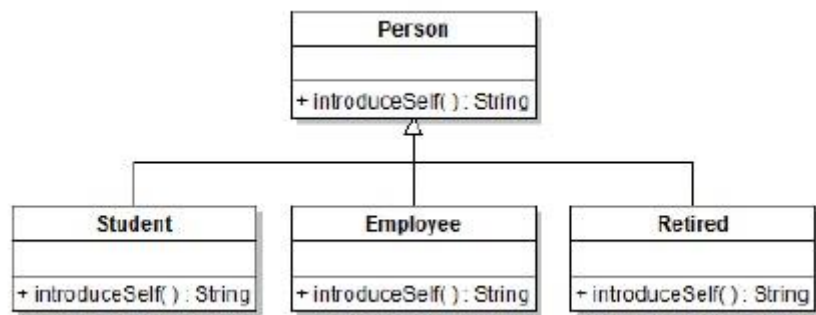 Person
+ introduceSelf( ) : String
Student
Employee
Retired
+ introduceSelf( ) : String
+ introduceSelf( ) : String
+ introduceSelf( ) : String